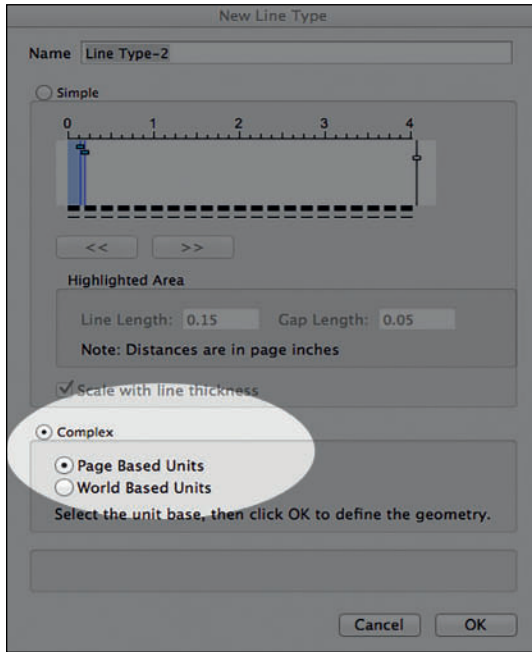 New Line Type
Name Line Type-2
Simple
0 1 2 3 4
<< >>
Highlighted Area
Line Length: 0.15 Gap Length: 0.05
Note: Distances are in page inches
Scale with line thickness
Complex
Page Based Units
World Based Units
Select the unit base, then click OK to define the geometry.
Cancel OK